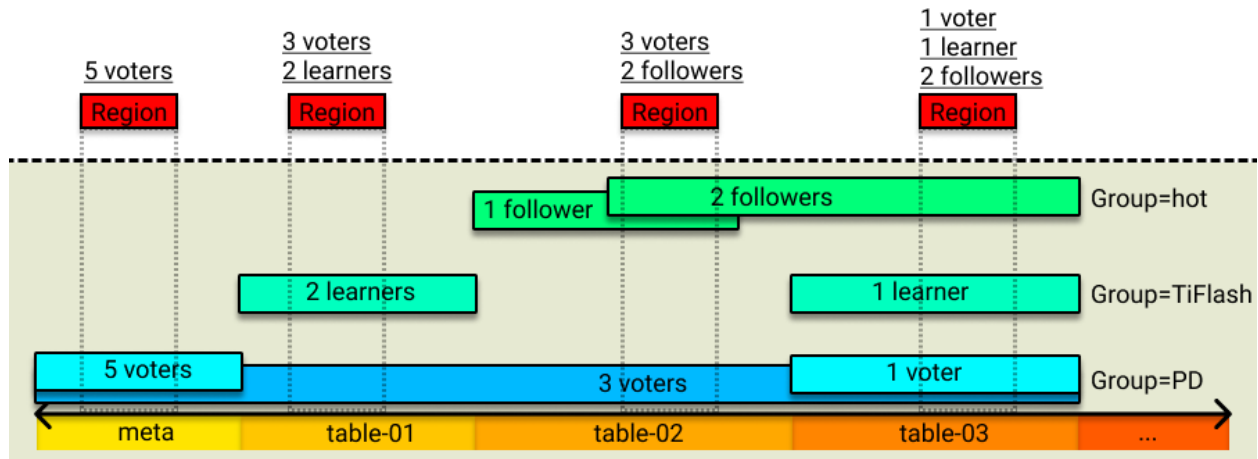 5 voters
3 voters
2 learners
3 voters
2 followers
1 voter
1 learner
2 followers
Region
Region
Region
Region
1 follower
2 followers
Group=hot
2 learners
1 learner
Group=TiFlash
5 voters
3 voters
1 voter
Group=PD
meta
table-01
table-02
table-03
...